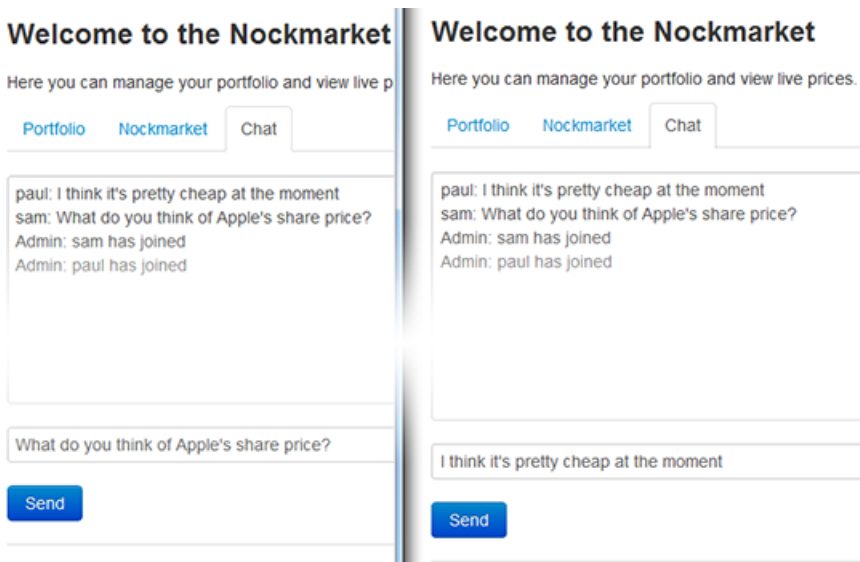 Welcome to the Nockmarket
Here you can manage your portfolio and view live p
Portfolio Nockmarket Chat
paul: I think it's pretty cheap at the moment
sam: What do you think of Apple's share price?
Admin: sam has joined
Admin: paul has joined
What do you think of Apple's share price?
Send
Welcome to the Nockmarket
Here you can manage your portfolio and view live prices.
Portfolio Nockmarket Chat
paul: I think it's pretty cheap at the moment
sam: What do you think of Apple's share price?
Admin: sam has joined
Admin: paul has joined
I think it's pretty cheap at the moment
Send